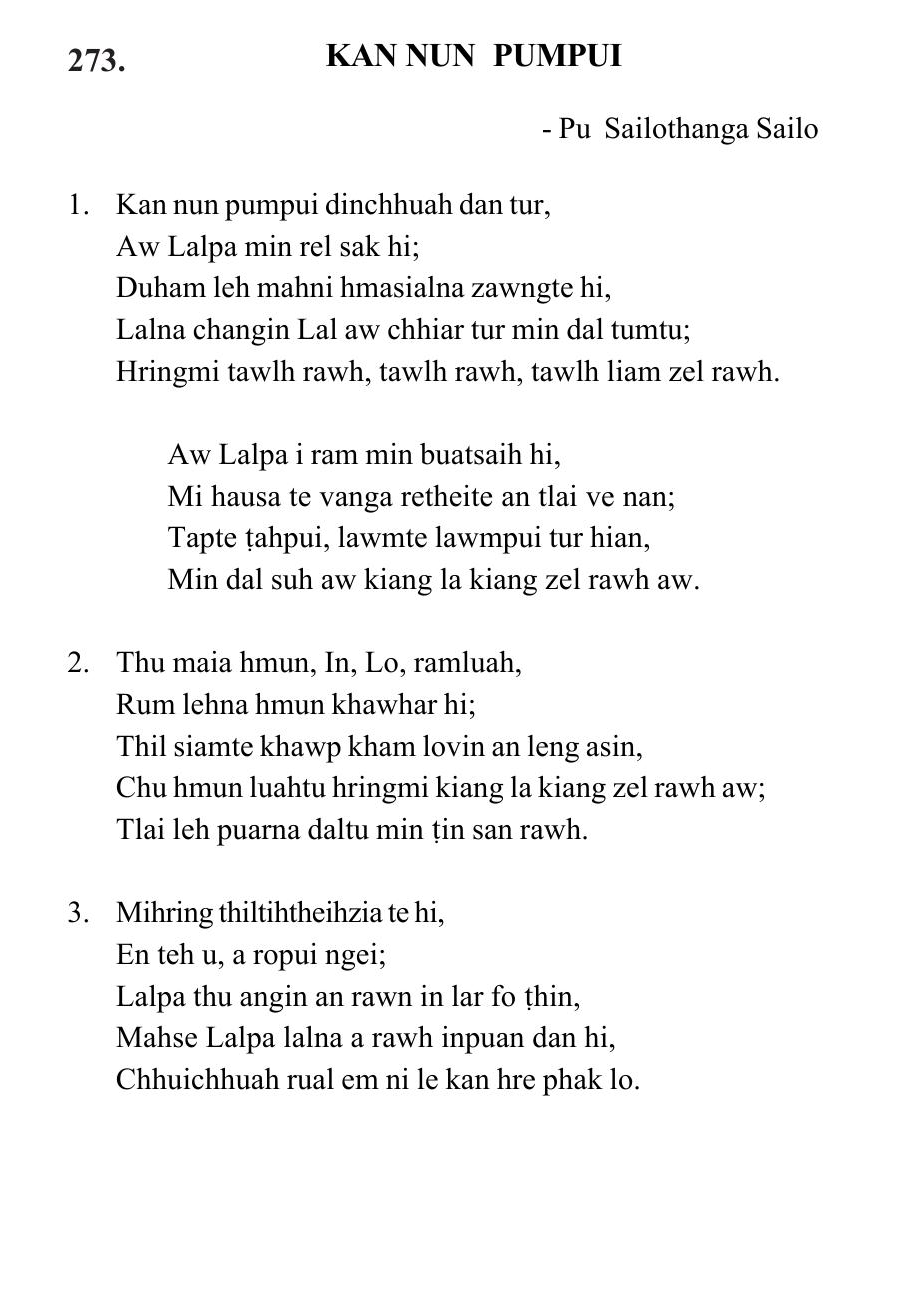 273.
KAN NUN PUMPUI
- Pu Sailothanga Sailo
1. Kan nun pumpui dinchhuah dan tur,
Aw Lalpa min rel sak hi;
Duham leh mahni hmasialna zawngte hi,
Lalna changin Lal aw chhiar tur min dal tumtu;
Hringmi tawlh rawh, tawlh rawh, tawlh liam zel rawh.
Aw Lalpa i ram min buatsaih hi,
Mi hausa te vanga retheite an tlai ve nan;
Tapte ṭahpui, lawmte lawmpui tur hian,
Min dal suh aw kiang la kiang zel rawh aw.
2. Thu maia hmun, In, Lo, ramluah,
Rum lehna hmun khawhar hi;
Thil siamte khawp kham lovin an leng asin,
Chu hmun luahtu hringmi kiang la kiang zel rawh aw;
Tlai leh puarna daltu min ṭin san rawh.
3. Mihring thiltihtheihzia te hi,
En teh u, a ropui ngei;
Lalpa thu angin an rawn in lar fo ṭhin,
Mahse Lalpa lalna a rawh inpuan dan hi,
Chhuichhuah rual em ni le kan hre phak lo.